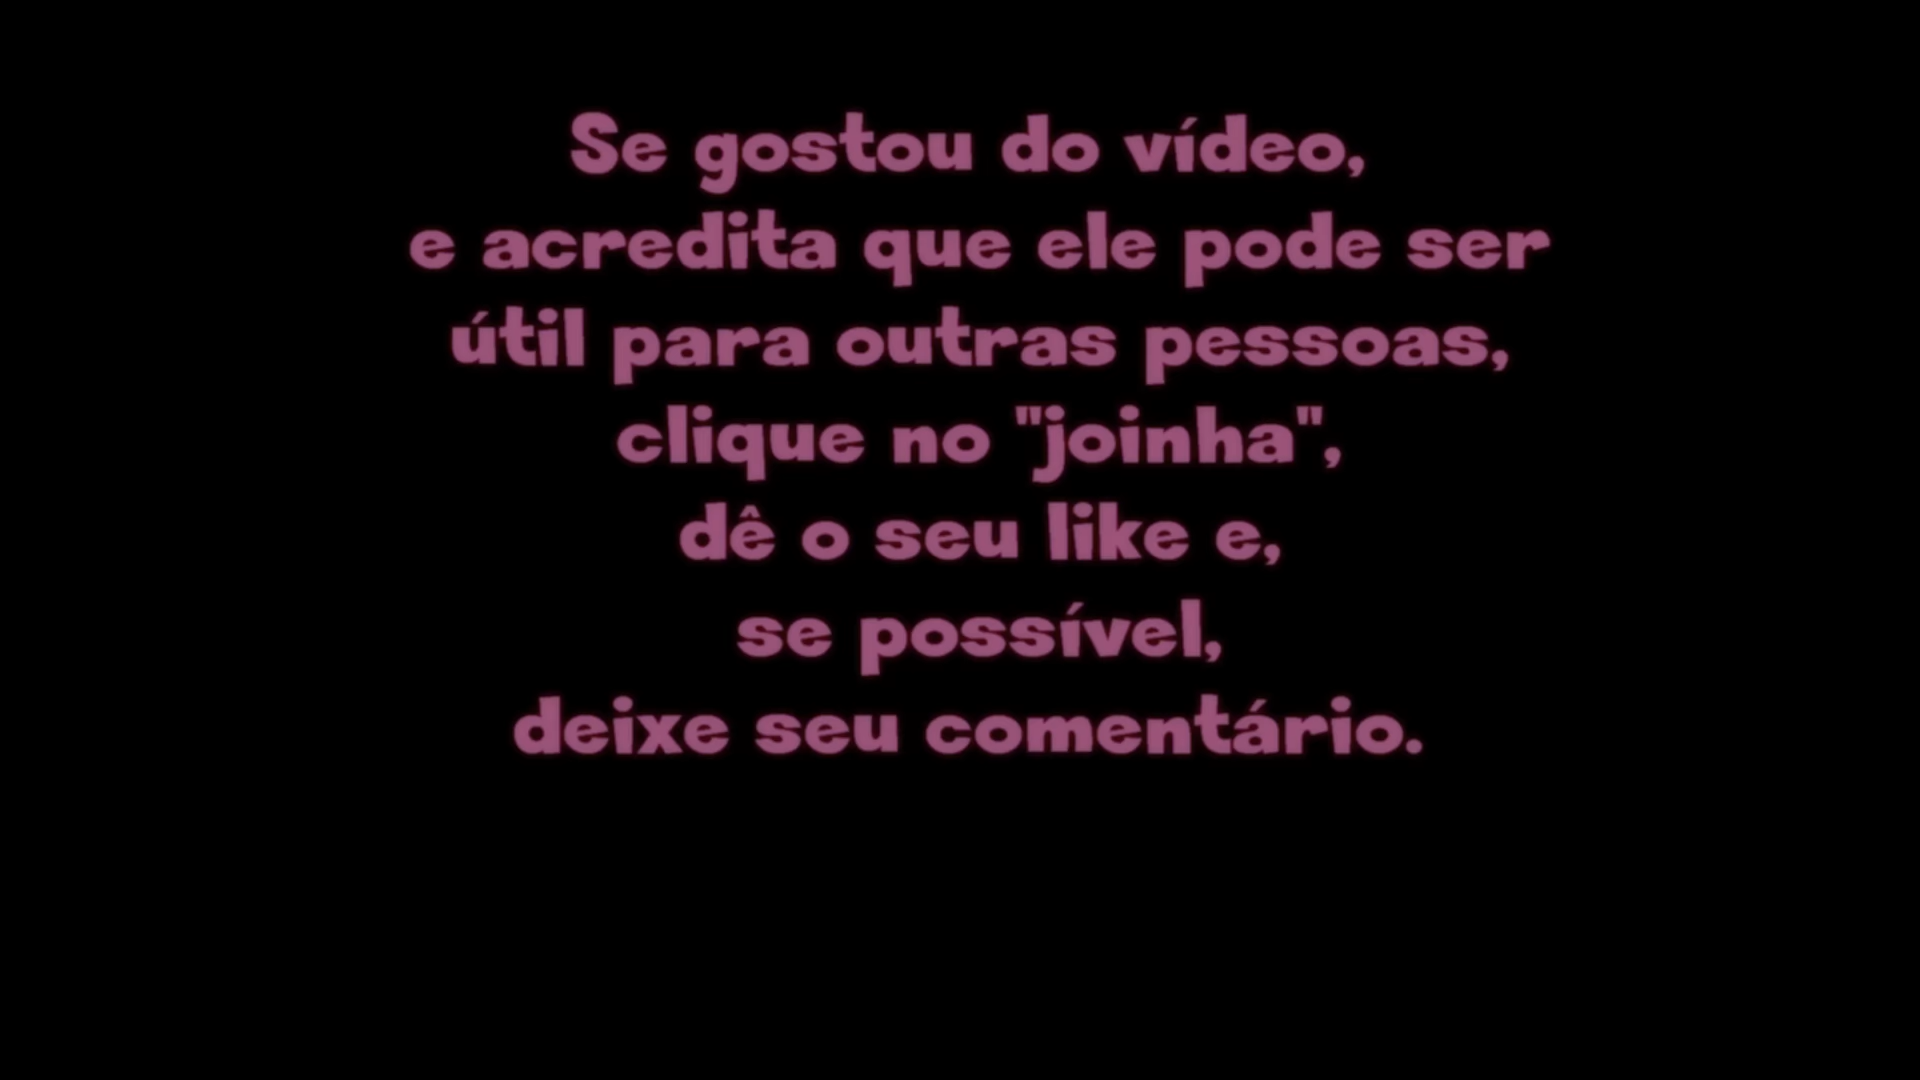 Se gostou do vídeo,
e acredita que ele pode ser
útil para outras pessoas,
clique no "joinha",
dê o seu like e,
se possível,
deixe seu comentário.